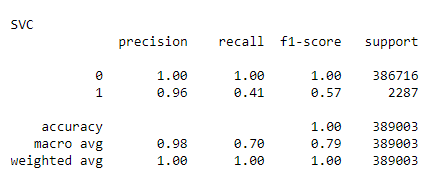 SVC
precision recall f1-score support
0 1.00 1.00 1.00 386716
1 0.96 0.41 0.57 2287
accuracy 1.00 389003
macro avg 0.98 0.70 0.79 389003
weighted avg 1.00 1.00 1.00 389003